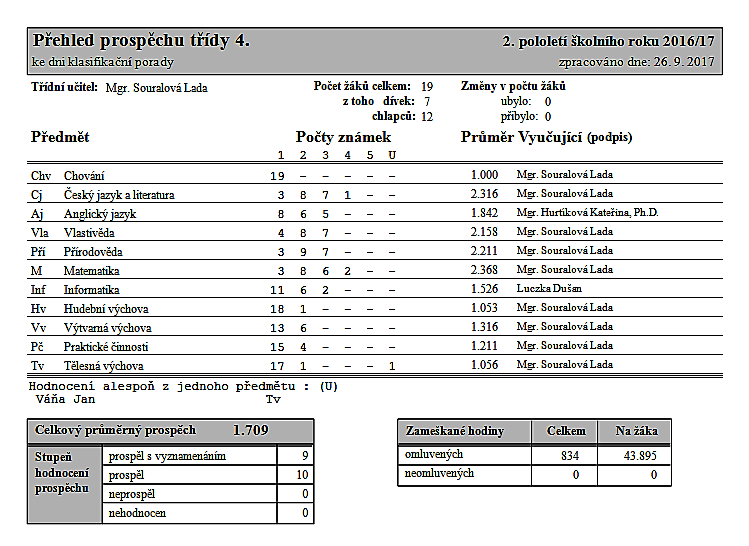 Přehled prospěchu třídy 4. 2. pololetí školního roku 2016/17
ke dni klasifikační porady zpracováno dne: 26. 9. 2017
Třídní učitel: Mgr. Souralová Lada Počet žáků celkem: 19 Změny v počtu žáků
z toho dívek: 7 ubylo: 0
chlapců: 12 přibylo: 0
Předmět Počty známek Průměr Vyučující (podpis)
1 2 3 4 5 U
Chv Chování 19 – – – – – 1.000 Mgr. Souralová Lada
Cj Český jazyk a literatura 3 8 7 1 – – 2.316 Mgr. Souralová Lada
Aj Anglický jazyk 8 6 5 – – – 1.842 Mgr. Hurtíková Kateřina, Ph.D.
Vla Vlastivěda 4 8 7 – – – 2.158 Mgr. Souralová Lada
Pří Přírodověda 3 9 7 – – – 2.211 Mgr. Souralová Lada
M Matematika 3 8 6 2 – – 2.368 Mgr. Souralová Lada
Inf Informatika 11 6 2 – – – 1.526 Luczka Dušan
Hv Hudební výchova 18 1 – – – – 1.053 Mgr. Souralová Lada
Vv Výtvarná výchova 13 6 – – – – 1.316 Mgr. Souralová Lada
Pč Praktické činnosti 15 4 – – – – 1.211 Mgr. Souralová Lada
Tv Tělesná výchova 17 1 – – – 1 1.056 Mgr. Souralová Lada
Hodnocení alespoň z jednoho předmětu : (U)
Váňa Jan Tv
Celkový průměrný prospěch 1.709
Stupeň hodnocení prospěchu
prospěl s vyznamenáním 9
prospěl 10
neprospěl 0
nehodnocen 0
Zameškané hodiny Celkem Na žáka
omluvených 834 43.895
neomluvených 0 0